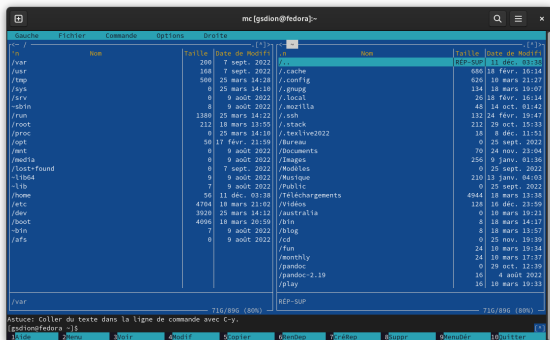 mc [gsdion@fedora]:~
Gauche Fichier Commande Options Droite
<- / .[^]> <- ~ .[^]>
'n Nom Taille Date de Modifi .n Nom Taille Date de Modifi
/var 200 7 sept. 2022 /.. RÉP-SUP 11 déc. 03:38
/usr 168 7 sept. 2022 /.cache 686 18 févr. 16:14
/tmp 500 25 mars 14:28 /.config 626 10 mars 21:27
/sys 0 25 mars 14:10 /.gnupg 134 18 mars 19:07
/srv 0 9 août 2022 /.local 26 18 févr. 16:14
~sbin 8 9 août 2022 /.mozilla 48 14 oct. 01:42
/run 1380 25 mars 14:22 /.ssh 132 24 févr. 19:47
/root 212 18 mars 13:55 /.stack 212 29 oct. 15:33
/proc 0 25 mars 14:10 /.texlive2022 18 8 déc. 11:51
/opt 50 17 févr. 21:59 /Bureau 0 25 sept. 2022
/mnt 0 9 août 2022 /Documents 70 24 nov. 23:04
/media 0 9 août 2022 /Images 256 9 janv. 01:36
/lost+found 0 7 sept. 2022 /Modèles 0 25 sept. 2022
~lib64 9 9 août 2022 /Musique 210 13 janv. 04:03
~lib 7 9 août 2022 /Public 0 25 sept. 2022
/home 56 11 déc. 03:38 /Téléchargements 4944 18 mars 13:38
/etc 4704 10 mars 21:02 /Vidéos 128 16 déc. 23:59
/dev 3920 25 mars 14:12 /australia 0 10 mars 19:21
/boot 4096 10 mars 20:59 /bin 8 18 mars 14:17
~bin 7 9 août 2022 /blog 8 18 mars 13:57
/afs 0 9 août 2022 /cd 0 25 nov. 19:39
/fun 24 10 mars 19:34
/monthly 24 10 mars 17:37
/pandoc 0 29 oct. 12:39
/pandoc-2.19 16 4 août 2022
/play 16 10 mars 19:33
/var RÉP-SUP
71G/89G (80%) 71G/89G (80%)
Astuce: Coller du texte dans la ligne de commande avec C-y.
[gsdion@fedora ~]$ [^]
1Aide 2Menu 3Voir 4Modif 5Copier 6RenDep 7CréRep 8Suppr 9MenuDér 10Quitter